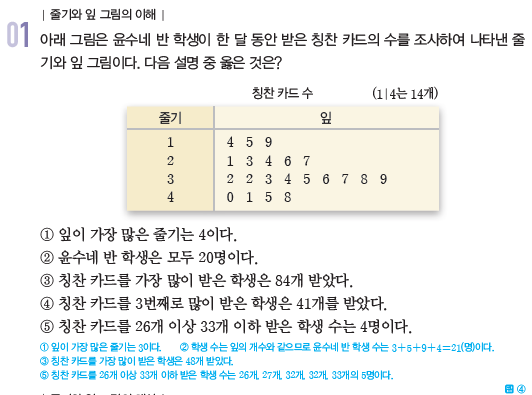 | 줄기와 잎 그림의 이해 |
01 아래 그림은 윤수네 반 학생이 한 달 동안 받은 칭찬 카드의 수를 조사하여 나타낸 줄
기와 잎 그림이다. 다음 설명 중 옳은 것은?
칭찬 카드 수 (1|4는 14개)
줄기 잎
1 4 5 9
2 1 3 4 6 7
3 2 2 3 4 5 6 7 8 9
4 0 1 5 8
① 잎이 가장 많은 줄기는 4이다.
② 윤수네 반 학생은 모두 20명이다.
③ 칭찬 카드를 가장 많이 받은 학생은 84개 받았다.
④ 칭찬 카드를 3번째로 많이 받은 학생은 41개를 받았다.
⑤ 칭찬 카드를 26개 이상 33개 이하 받은 학생 수는 4명이다.
① 잎이 가장 많은 줄기는 3이다. ② 학생 수는 잎의 개수와 같으므로 윤수네 반 학생 수는 3+5+9+4=21(명)이다.
③ 칭찬 카드를 가장 많이 받은 학생은 48개 받았다.
⑤ 칭찬 카드를 26개 이상 33개 이하 받은 학생 수는 26개, 27개, 32개, 32개, 33개의 5명이다.
답 ④